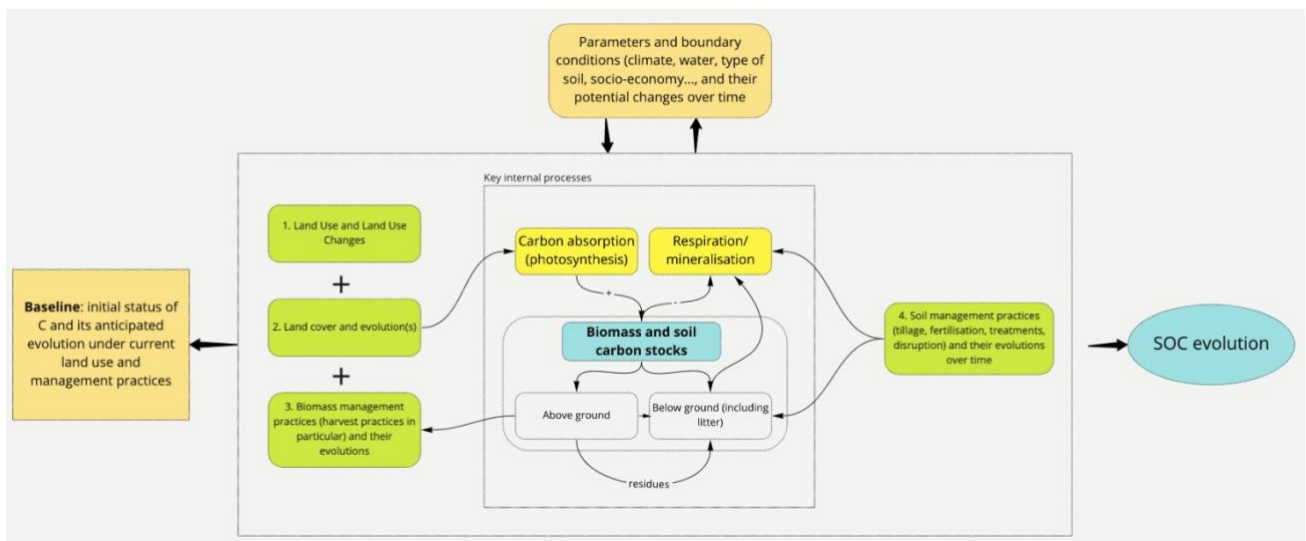 Parameters and boundary
conditions (climate, water, type of
soil, socio-economy..., and their
potential changes over time
Key internal processes
1. Land Use and Land Use
Changes
+
2. Land cover and evolution(s)
+
3. Biomass management
practices (harvest practices in
particular) and their
evolutions
Baseline: initial status of
C and its anticipated
evolution under current
land use and
management practices
Carbon absorption
(photosynthesis)
Respiration/
mineralisation
+
-
Biomass and soil
carbon stocks
Above ground
Below ground (including
litter)
residues
4. Soil management practices
(tillage, fertilisation, treatments,
disruption) and their evolutions
over time
SOC evolution